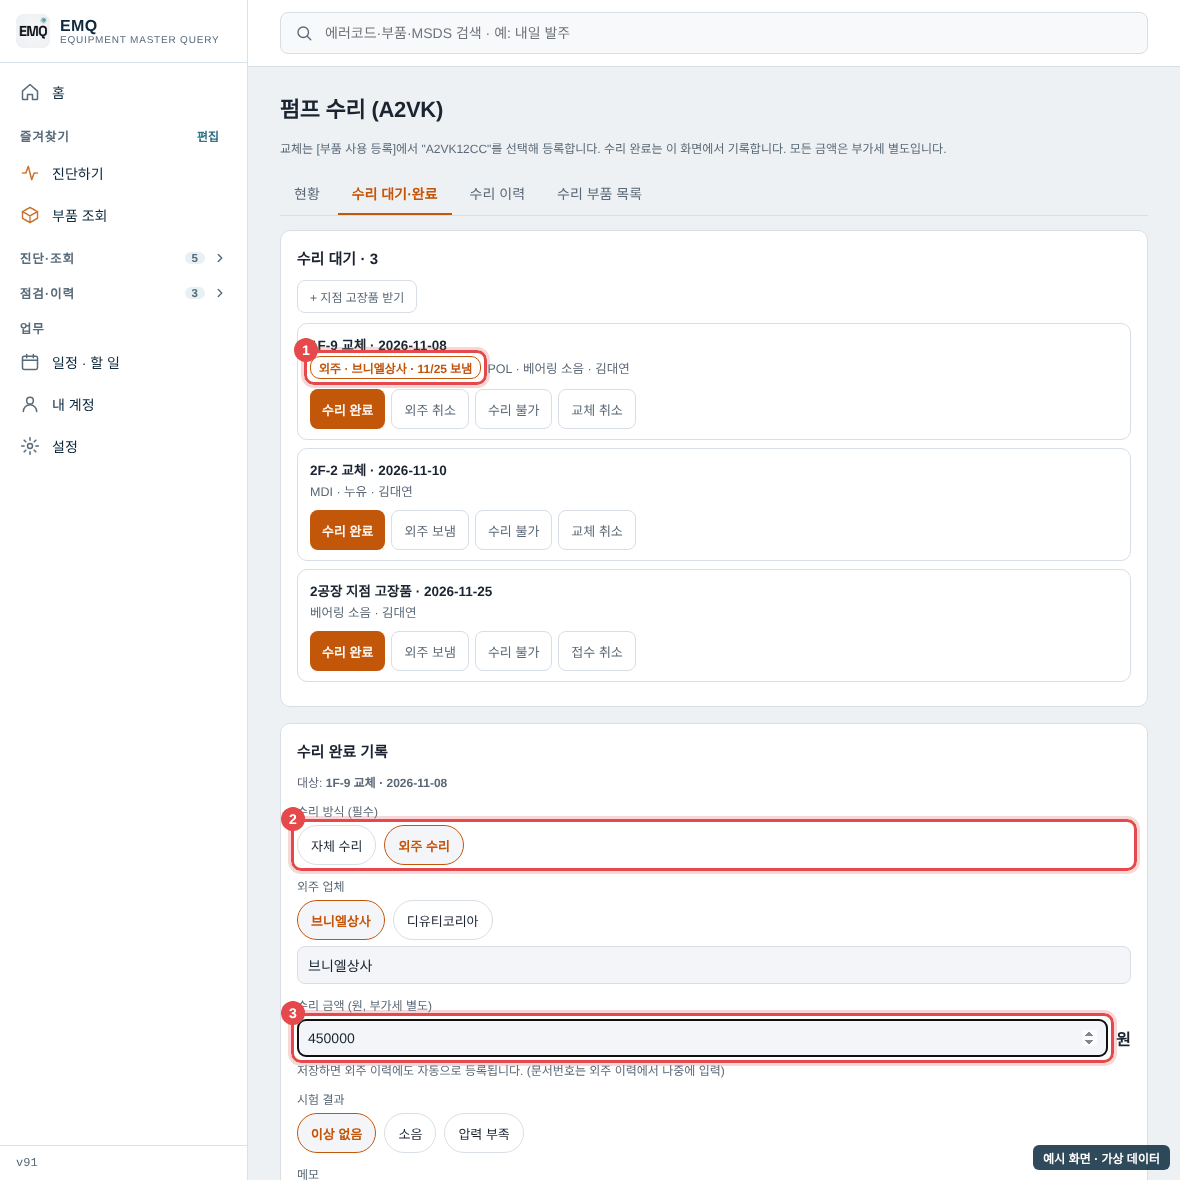 EMQ
EMQ
EQUIPMENT MASTER QUERY
에러코드·부품·MSDS 검색 · 예: 내일 발주
홈
즐겨찾기
편집
진단하기
부품 조회
진단·조회
5
점검·이력
3
업무
일정 · 할 일
내 계정
설정
v91
펌프 수리 (A2VK)
교체는 [부품 사용 등록]에서 "A2VK12CC"를 선택해 등록합니다. 수리 완료는 이 화면에서 기록합니다. 모든 금액은 부가세 별도입니다.
현황
수리 대기·완료
수리 이력
수리 부품 목록
수리 대기 · 3
+ 지점 고장품 받기
1
1F-9 교체 · 2026-11-08
외주 · 브니엘상사 · 11/25 보냄
POL · 베어링 소음 · 김대연
수리 완료
외주 취소
수리 불가
교체 취소
2F-2 교체 · 2026-11-10
MDI · 누유 · 김대연
수리 완료
외주 보냄
수리 불가
교체 취소
2공장 지점 고장품 · 2026-11-25
베어링 소음 · 김대연
수리 완료
외주 보냄
수리 불가
접수 취소
수리 완료 기록
대상: 1F-9 교체 · 2026-11-08
2
수리 방식 (필수)
자체 수리
외주 수리
외주 업체
브니엘상사
디유티코리아
브니엘상사
3
수리 금액 (원, 부가세 별도)
450000
원
저장하면 외주 이력에도 자동으로 등록됩니다. (문서번호는 외주 이력에서 나중에 입력)
시험 결과
이상 없음
소음
압력 부족
메모
예시 화면 · 가상 데이터